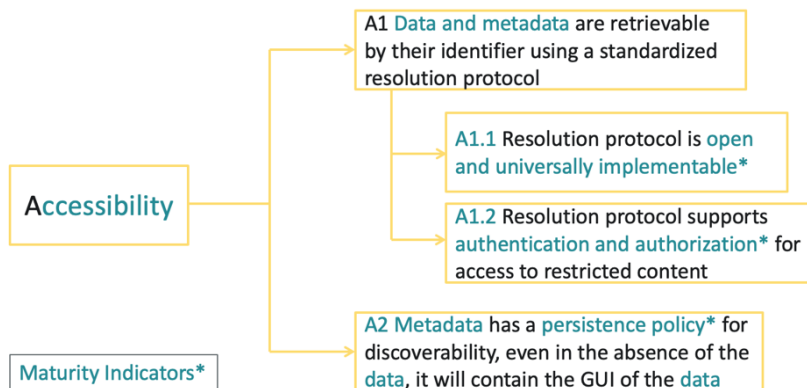 A1 Data and metadata are retrievable
by their identifier using a standardized
resolution protocol
A1.1 Resolution protocol is open
and universally implementable*
Accessibility
A1.2 Resolution protocol supports
authentication and authorization* for
access to restricted content
A2 Metadata has a persistence policy* for
discoverability, even in the absence of the
data, it will contain the GUI of the data
Maturity Indicators*